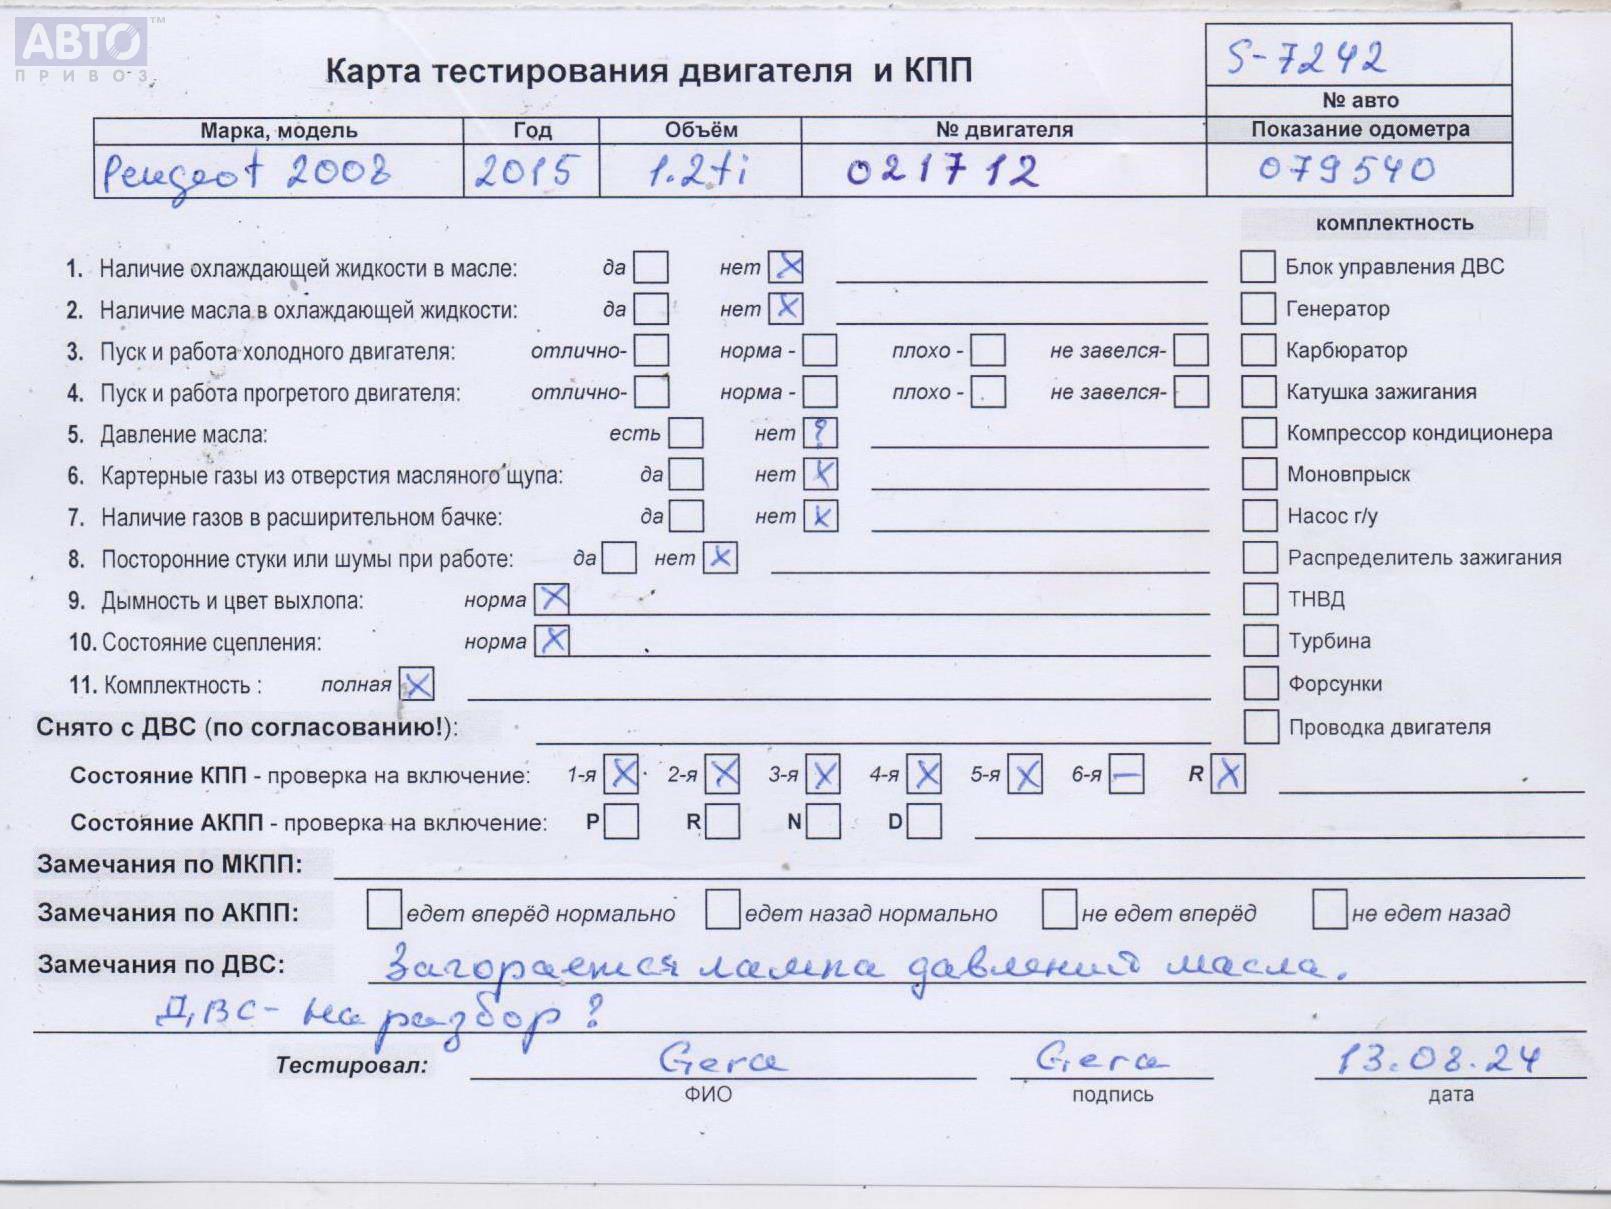 АВТО™
ПРИВОЗ
S-7242
Карта тестирования двигателя и КПП
№ авто
Марка, модель Год Объём № двигателя Показание одометра
Peugeot 2008 2015 1.2ti 021712 079540
комплектность
1. Наличие охлаждающей жидкости в масле: да нет X
Блок управления ДВС
2. Наличие масла в охлаждающей жидкости: да нет X
Генератор
3. Пуск и работа холодного двигателя: отлично- норма - плохо - не завелся-
Карбюратор
4. Пуск и работа прогретого двигателя: отлично- норма - плохо - не завелся-
Катушка зажигания
5. Давление масла: есть нет ?
Компрессор кондиционера
6. Картерные газы из отверстия масляного щупа: да нет X
Моновпрыск
7. Наличие газов в расширительном бачке: да нет X
Насос г/у
8. Посторонние стуки или шумы при работе: да нет X
Распределитель зажигания
9. Дымность и цвет выхлопа: норма X
ТНВД
10. Состояние сцепления: норма X
Турбина
11. Комплектность : полная X
Форсунки
Снято с ДВС (по согласованию!):
Проводка двигателя
Состояние КПП - проверка на включение: 1-я X 2-я X 3-я X 4-я X 5-я X 6-я — R X
Состояние АКПП - проверка на включение: P R N D
Замечания по МКПП:
Замечания по АКПП: едет вперёд нормально едет назад нормально не едет вперёд не едет назад
Замечания по ДВС: Загорается лампа давлений масла.
ДВС - на разбор?
Тестировал: Gera Gera 13.08.24
ФИО подпись дата